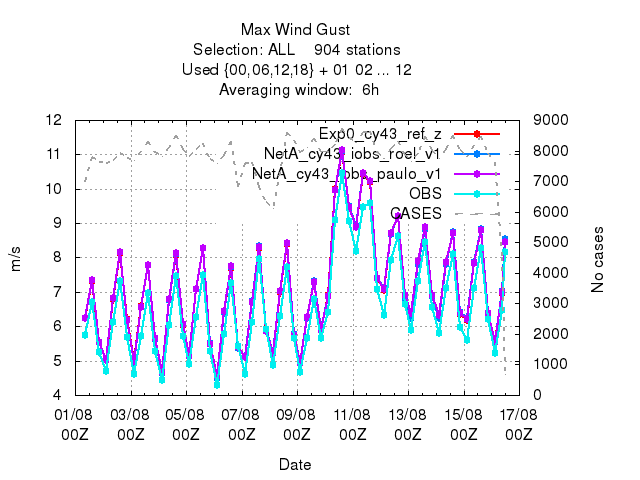 Max Wind Gust
Selection: ALL    904 stations
Used {00,06,12,18} + 01 02 ... 12
Averaging window:  6h
12
11
10
9
8
7
6
5
4
m/s
9000
8000
7000
6000
5000
4000
3000
2000
1000
0
No cases
Exp0_cy43_ref_z
NetA_cy43_iobs_roel_v1
NetA_cy43_iobs_paulo_v1
OBS
CASES
01/08 03/08 05/08 07/08 09/08 11/08 13/08 15/08 17/08
00Z 00Z 00Z 00Z 00Z 00Z 00Z 00Z 00Z
Date